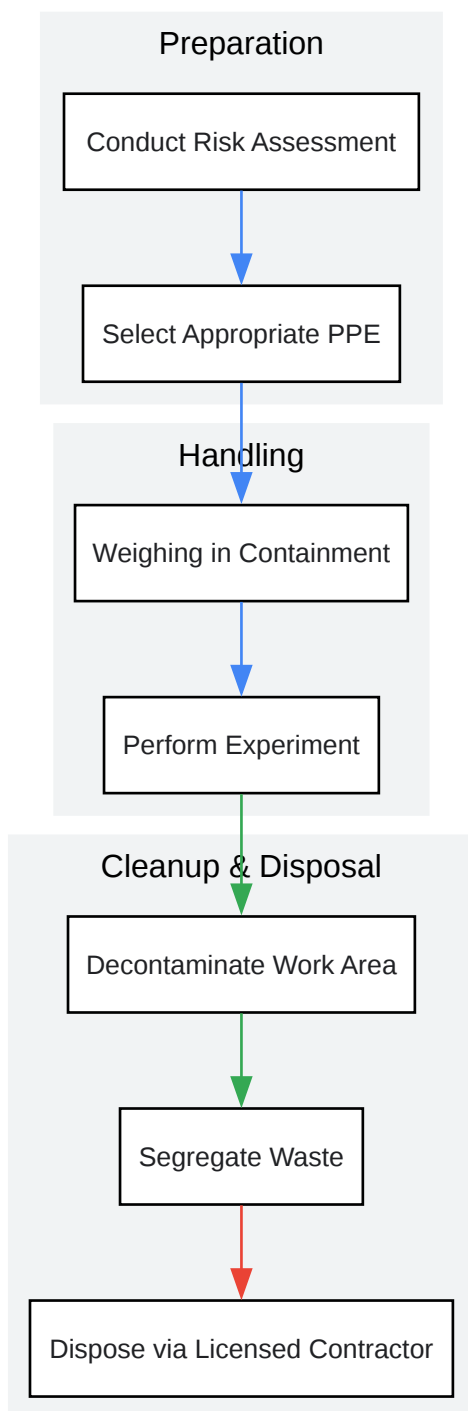 Preparation
Conduct Risk Assessment
Select Appropriate PPE
Handling
Weighing in Containment
Perform Experiment
Cleanup & Disposal
Decontaminate Work Area
Segregate Waste
Dispose via Licensed Contractor